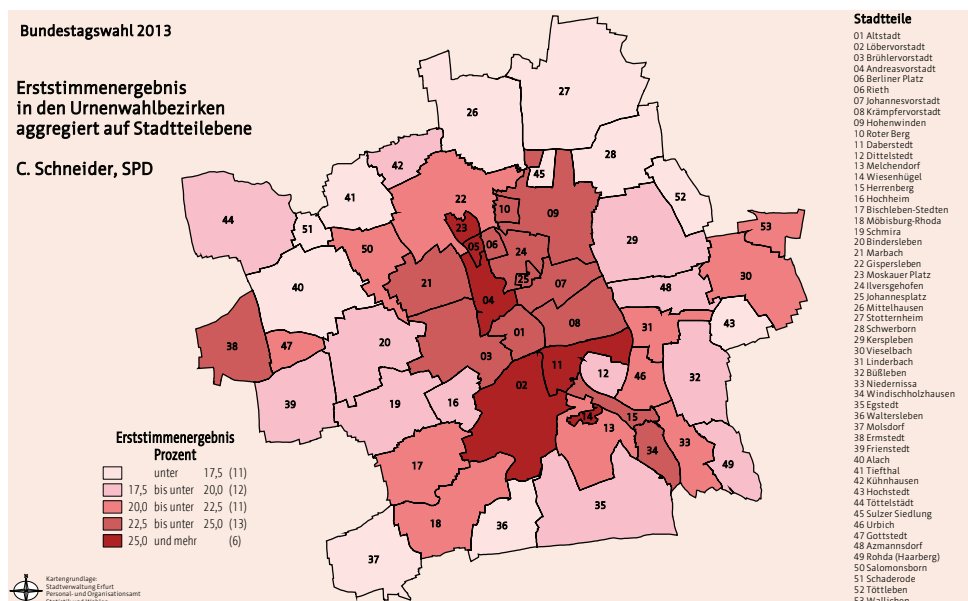 Bundestagswahl 2013
Erststimmenergebnis
in den Urnenwahlbezirken
aggregiert auf Stadtteilebene
C. Schneider, SPD
27
26
28
45
42
41
52
22
10
09
44
23
53
51
05
06
24
29
50
30
25
21
07
40
48
04
43
08
31
01
38
47
20
03
11
12
46
32
02
39
19
16
14
15
13
33
34
49
17
35
18
36
37
Erststimmenergebnis
Prozent
unter 17,5 (11)
17,5 bis unter 20,0 (12)
20,0 bis unter 22,5 (11)
22,5 bis unter 25,0 (13)
25,0 und mehr (6)
Kartengrundlage:
Stadtverwaltung Erfurt
Personal- und Organisationsamt
Statistik und Wahlen
Stadtteile
01 Altstadt
02 Löbervorstadt
03 Brühlervorstadt
04 Andreasvorstadt
06 Berliner Platz
06 Rieth
07 Johannesvorstadt
08 Krämpfervorstadt
09 Hohenwinden
10 Roter Berg
11 Daberstedt
12 Dittelstedt
13 Melchendorf
14 Wiesenhügel
15 Herrenberg
16 Hochheim
17 Bischleben-Stedten
18 Möbisburg-Rhoda
19 Schmira
20 Bindersleben
21 Marbach
22 Gispersleben
23 Moskauer Platz
24 Ilversgehofen
25 Johannesplatz
26 Mittelhausen
27 Stotternheim
28 Schwerborn
29 Kerspleben
30 Vieselbach
31 Linderbach
32 Büßleben
33 Niedernissa
34 Windischholzhausen
35 Egstedt
36 Waltersleben
37 Molsdorf
38 Ermstedt
39 Frienstedt
40 Alach
41 Tiefthal
42 Kühnhausen
43 Hochstedt
44 Töttelstädt
45 Sulzer Siedlung
46 Urbich
47 Gottstedt
48 Azmannsdorf
49 Rohda (Haarberg)
50 Salomonsborn
51 Schaderode
52 Töttleben
53 Wallichen